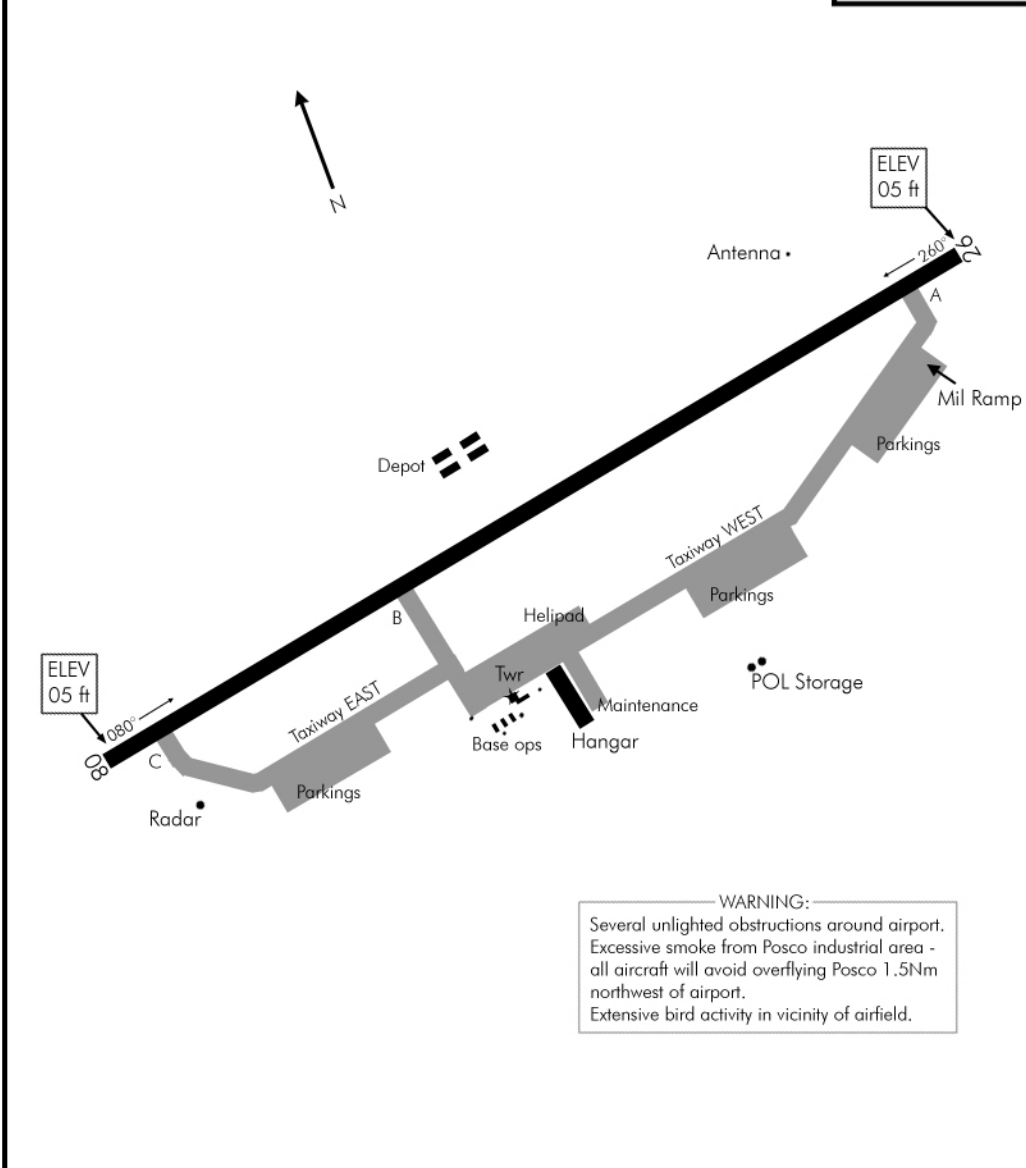 N
ELEV
05 ft
26
260°
Antenna
A
Mil Ramp
Parkings
Depot
Taxiway WEST
Parkings
B
Helipad
ELEV
05 ft
Twr
POL Storage
Taxiway EAST
Maintenance
080°
Base ops
Hangar
08
C
Parkings
Radar
WARNING:
Several unlighted obstructions around airport.
Excessive smoke from Posco industrial area -
all aircraft will avoid overflying Posco 1.5Nm
northwest of airport.
Extensive bird activity in vicinity of airfield.